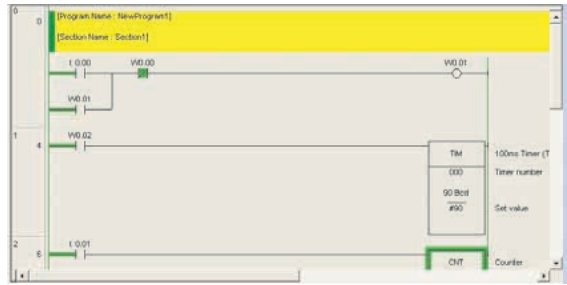 0
0
[Program Name : NewProgram1]
[Section Name : Section1]
I: 0.00
W0.00
W0.01
W0.01
1
4
W0.02
TIM
100ms Timer (T
000
Timer number
90 Bcd
#90
Set value
2
6
I: 0.01
CNT
Counter